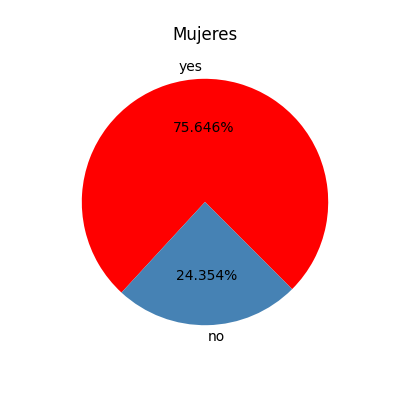 Mujeres
yes
75.646%
24.354%
no